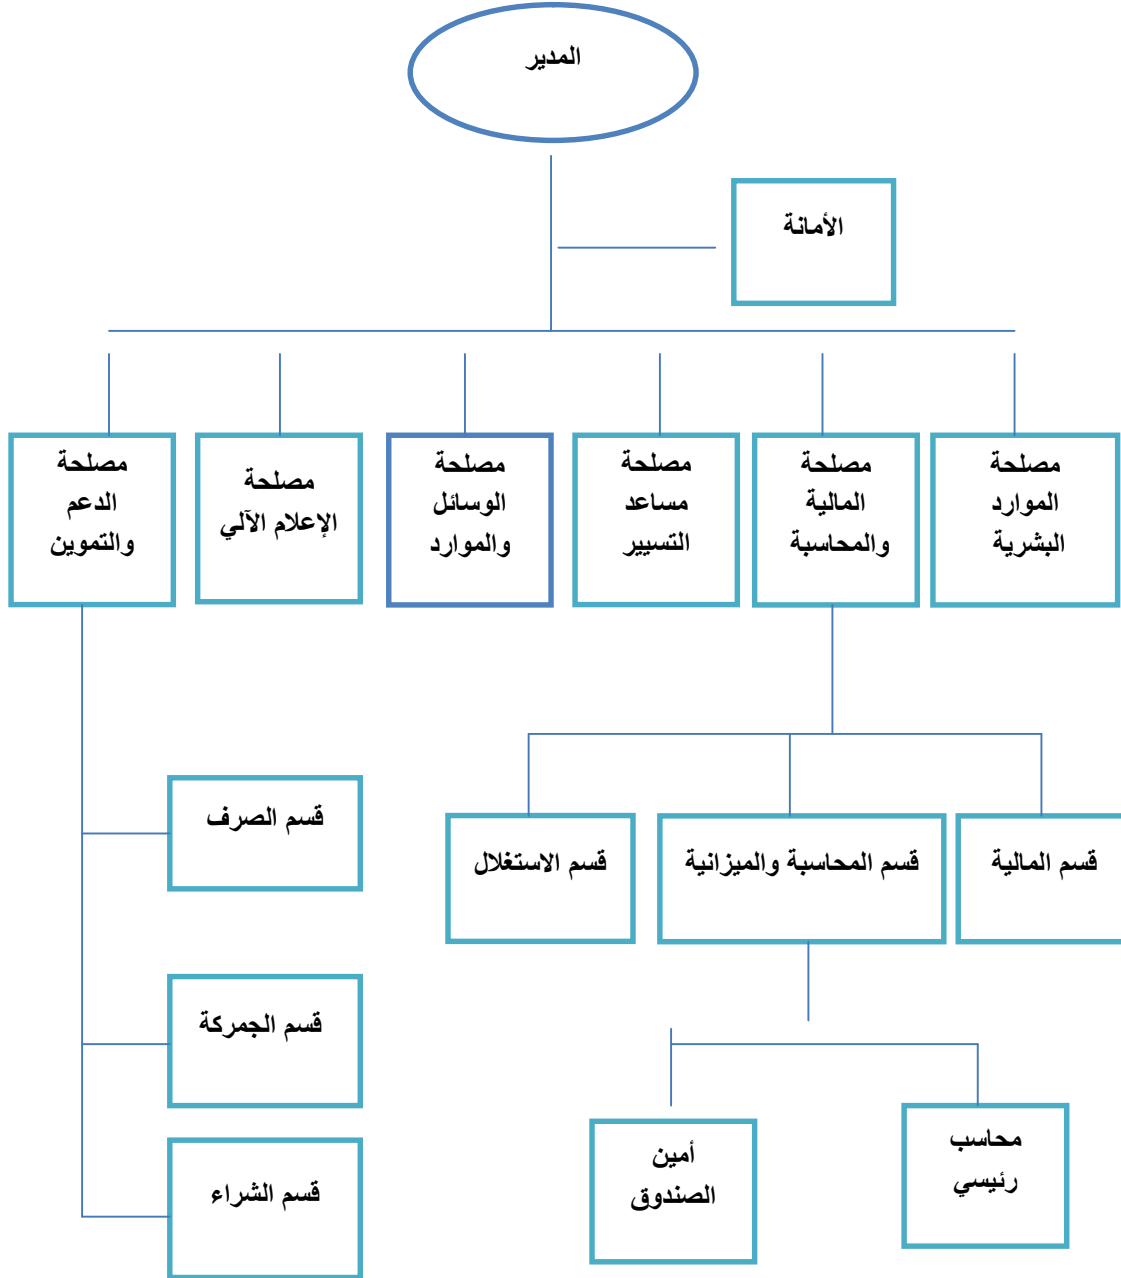 المدير
الأمانة
مصلحة
الموارد
البشرية
مصلحة
المالية
والمحاسبة
مصلحة
مساعد
التسيير
مصلحة
الوسائل
والموارد
مصلحة
الإعلام الآلي
مصلحة
الدعم
والتموين
قسم المالية
قسم المحاسبة والميزانية
قسم الاستغلال
قسم الصرف
قسم الجمركة
قسم الشراء
محاسب
رئيسي
أمين
الصندوق